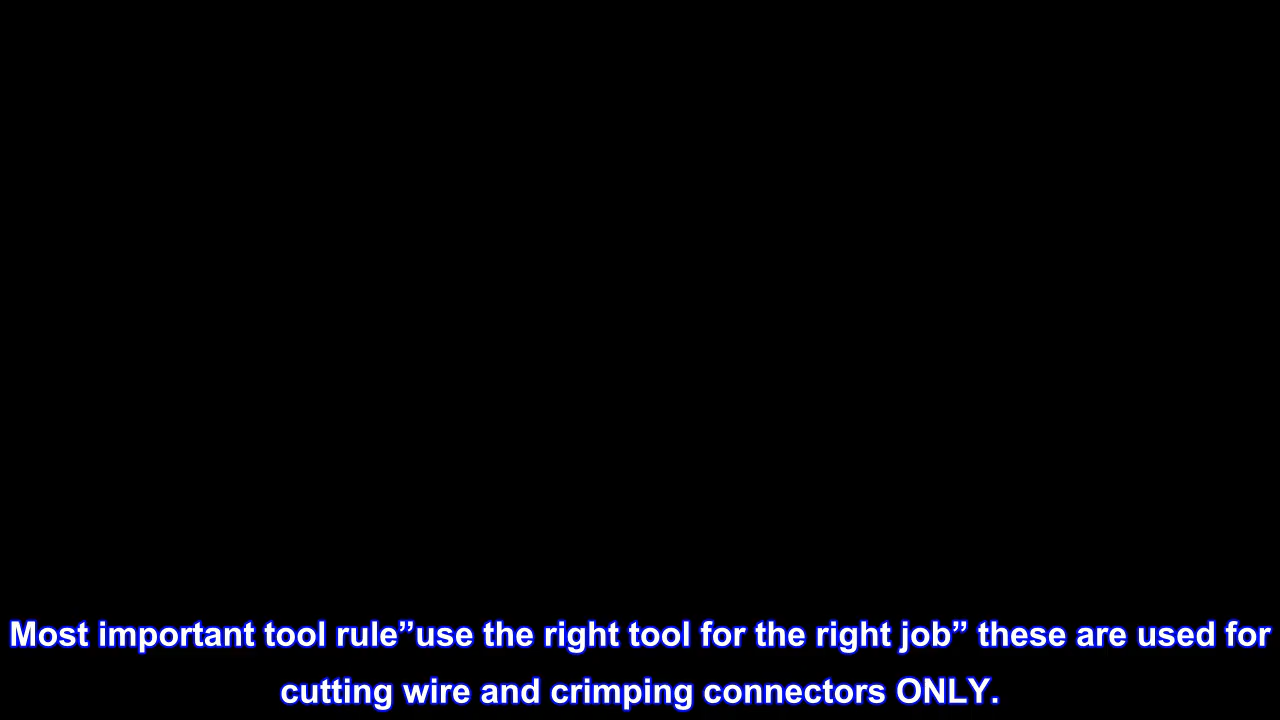 Most important tool rule”use the right tool for the right job” these are used for
cutting wire and crimping connectors ONLY.